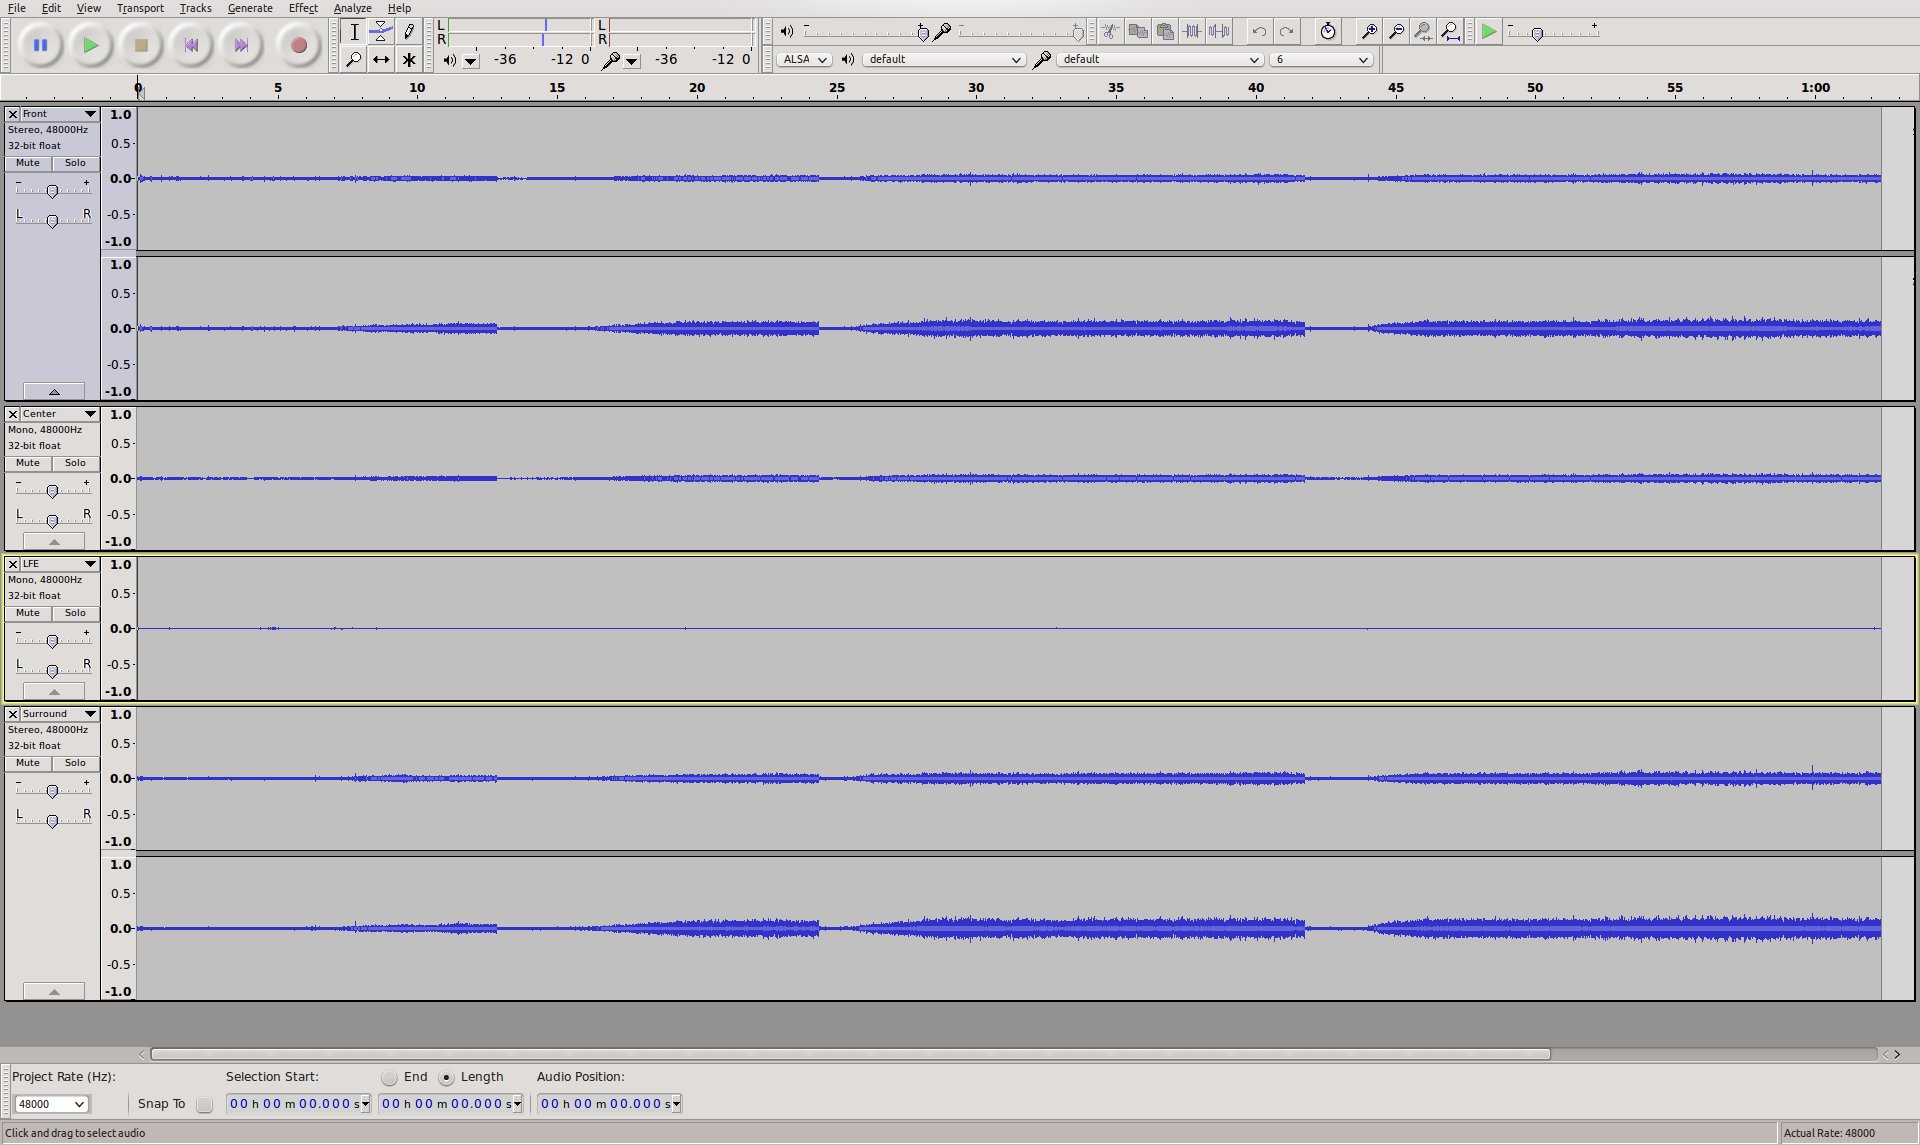 File Edit View Transport Tracks Generate Effect Analyze Help
L
R
-36 -12 0
L
R
-36 -12 0
ALSA default default 6
0 5 10 15 20 25 30 35 40 45 50 55 1:00
Front
Stereo, 48000Hz
32-bit float
Mute Solo
- +
L R
1.0
0.5
0.0
-0.5
-1.0
1.0
0.5
0.0
-0.5
-1.0
Center
Mono, 48000Hz
32-bit float
Mute Solo
- +
L R
1.0
0.5
0.0
-0.5
-1.0
LFE
Mono, 48000Hz
32-bit float
Mute Solo
- +
L R
1.0
0.5
0.0
-0.5
-1.0
Surround
Stereo, 48000Hz
32-bit float
Mute Solo
- +
L R
1.0
0.5
0.0
-0.5
-1.0
1.0
0.5
0.0
-0.5
-1.0
Project Rate (Hz): Selection Start: End Length Audio Position:
48000 Snap To 00 h 00 m 00.000 s 00 h 00 m 00.000 s 00 h 00 m 00.000 s
Click and drag to select audio Actual Rate: 48000